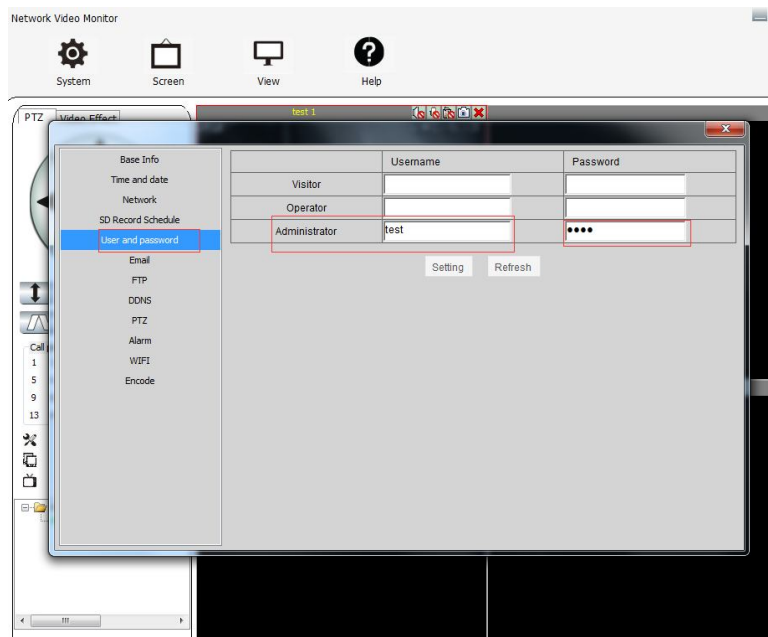 Network Video Monitor
System Screen View Help
PTZ Video Effect
test 1
Username Password
Visitor
Operator
Administrator test ••••
Setting Refresh
Base Info
Time and date
Network
SD Record Schedule
User and password
Email
FTP
DDNS
PTZ
Alarm
WIFI
Encode
Call
1
5
9
13